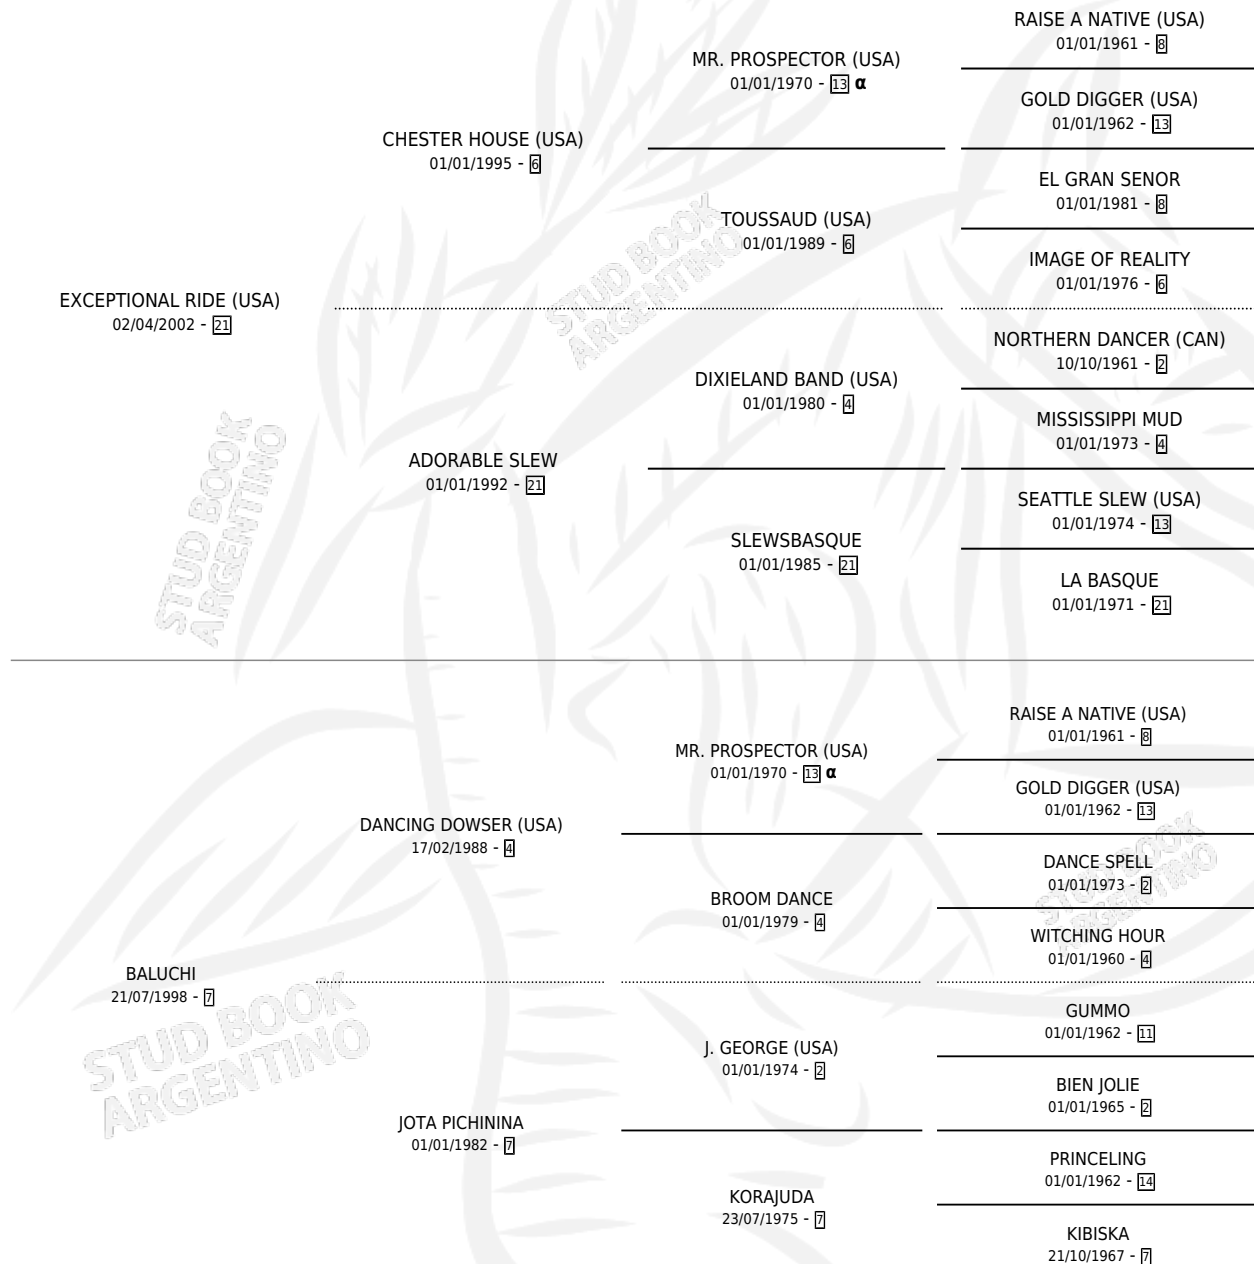 RAISE A NATIVE (USA)
01/01/1961 - 8
MR. PROSPECTOR (USA)
01/01/1970 - 13 α
GOLD DIGGER (USA)
01/01/1962 - 13
CHESTER HOUSE (USA)
01/01/1995 - 6
EL GRAN SENOR
01/01/1981 - 8
TOUSSAUD (USA)
01/01/1989 - 6
IMAGE OF REALITY
01/01/1976 - 6
EXCEPTIONAL RIDE (USA)
02/04/2002 - 21
NORTHERN DANCER (CAN)
10/10/1961 - 2
DIXIELAND BAND (USA)
01/01/1980 - 4
MISSISSIPPI MUD
01/01/1973 - 4
ADORABLE SLEW
01/01/1992 - 21
SEATTLE SLEW (USA)
01/01/1974 - 13
SLEWSBASQUE
01/01/1985 - 21
LA BASQUE
01/01/1971 - 21
STUD BOOK
ARGENTINO
STUD BOOK
ARGENTINO
RAISE A NATIVE (USA)
01/01/1961 - 8
MR. PROSPECTOR (USA)
01/01/1970 - 13 α
GOLD DIGGER (USA)
01/01/1962 - 13
DANCING DOWSER (USA)
17/02/1988 - 4
DANCE SPELL
01/01/1973 - 2
BROOM DANCE
01/01/1979 - 4
WITCHING HOUR
01/01/1960 - 4
BALUCHI
21/07/1998 - 7
GUMMO
01/01/1962 - 11
J. GEORGE (USA)
01/01/1974 - 2
BIEN JOLIE
01/01/1965 - 2
JOTA PICHININA
01/01/1982 - 7
PRINCELING
01/01/1962 - 14
KORAJUDA
23/07/1975 - 7
KIBISKA
21/10/1967 - 7
STUD BOOK
ARGENTINO
STUD BOOK
ARGENTINO